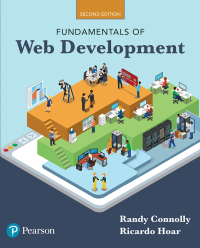 SECOND EDITION
FUNDAMENTALS OF
Web Development
Randy Connolly
Ricardo Hoar
P Pearson